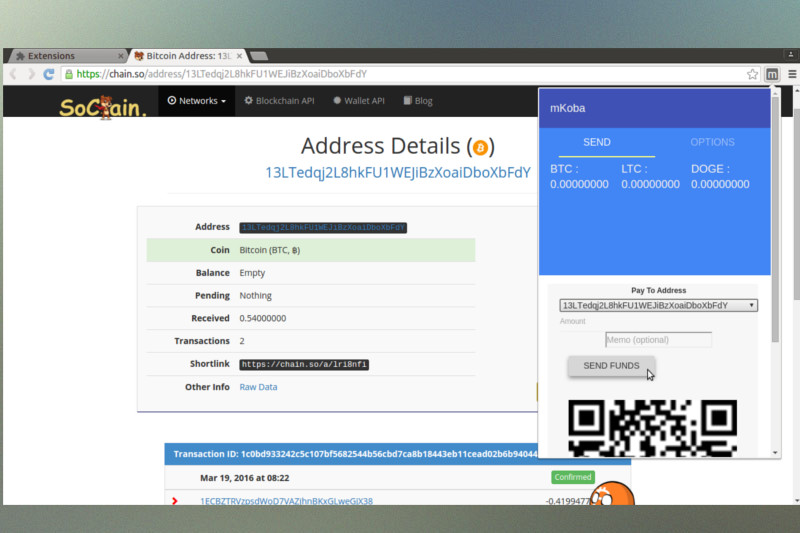 Extensions
Bitcoin Address: 13L
https://chain.so/address/13LTedqj2L8hkFU1WEJiBzXoaiDboXbFdY
m
SoChain.
Networks
Blockchain API
Wallet API
Blog
Address Details
13LTedqj2L8hkFU1WEJiBzXoaiDboXbFdY
Address 13LTedqj2L8hkFU1WEJiBzXoaiDboXbFdY
Coin Bitcoin (BTC, ฿)
Balance Empty
Pending Nothing
Received 0.54000000
Transactions 2
Shortlink https://chain.so/a/lri8nfi
Other Info Raw Data
Transaction ID: 1c0bd933242c5c107bf5682544b56cbd7ca8b18443eb11cead02b6b94044
Mar 19, 2016 at 08:22 Confirmed
1ECBZTRVzpsdWoD7VAZihnBKxGLweGiX38 -0.4199477
mKoba
SEND OPTIONS
BTC : LTC : DOGE :
0.00000000 0.00000000 0.00000000
Pay To Address
13LTedqj2L8hkFU1WEJiBzXoaiDboXbFdY
Amount
Memo (optional)
SEND FUNDS